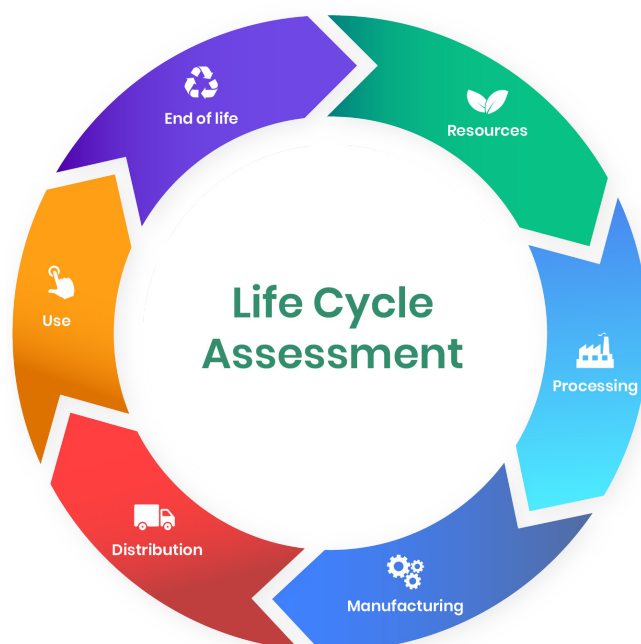 Life Cycle
Assessment
Resources
Processing
Manufacturing
Distribution
Use
End of life